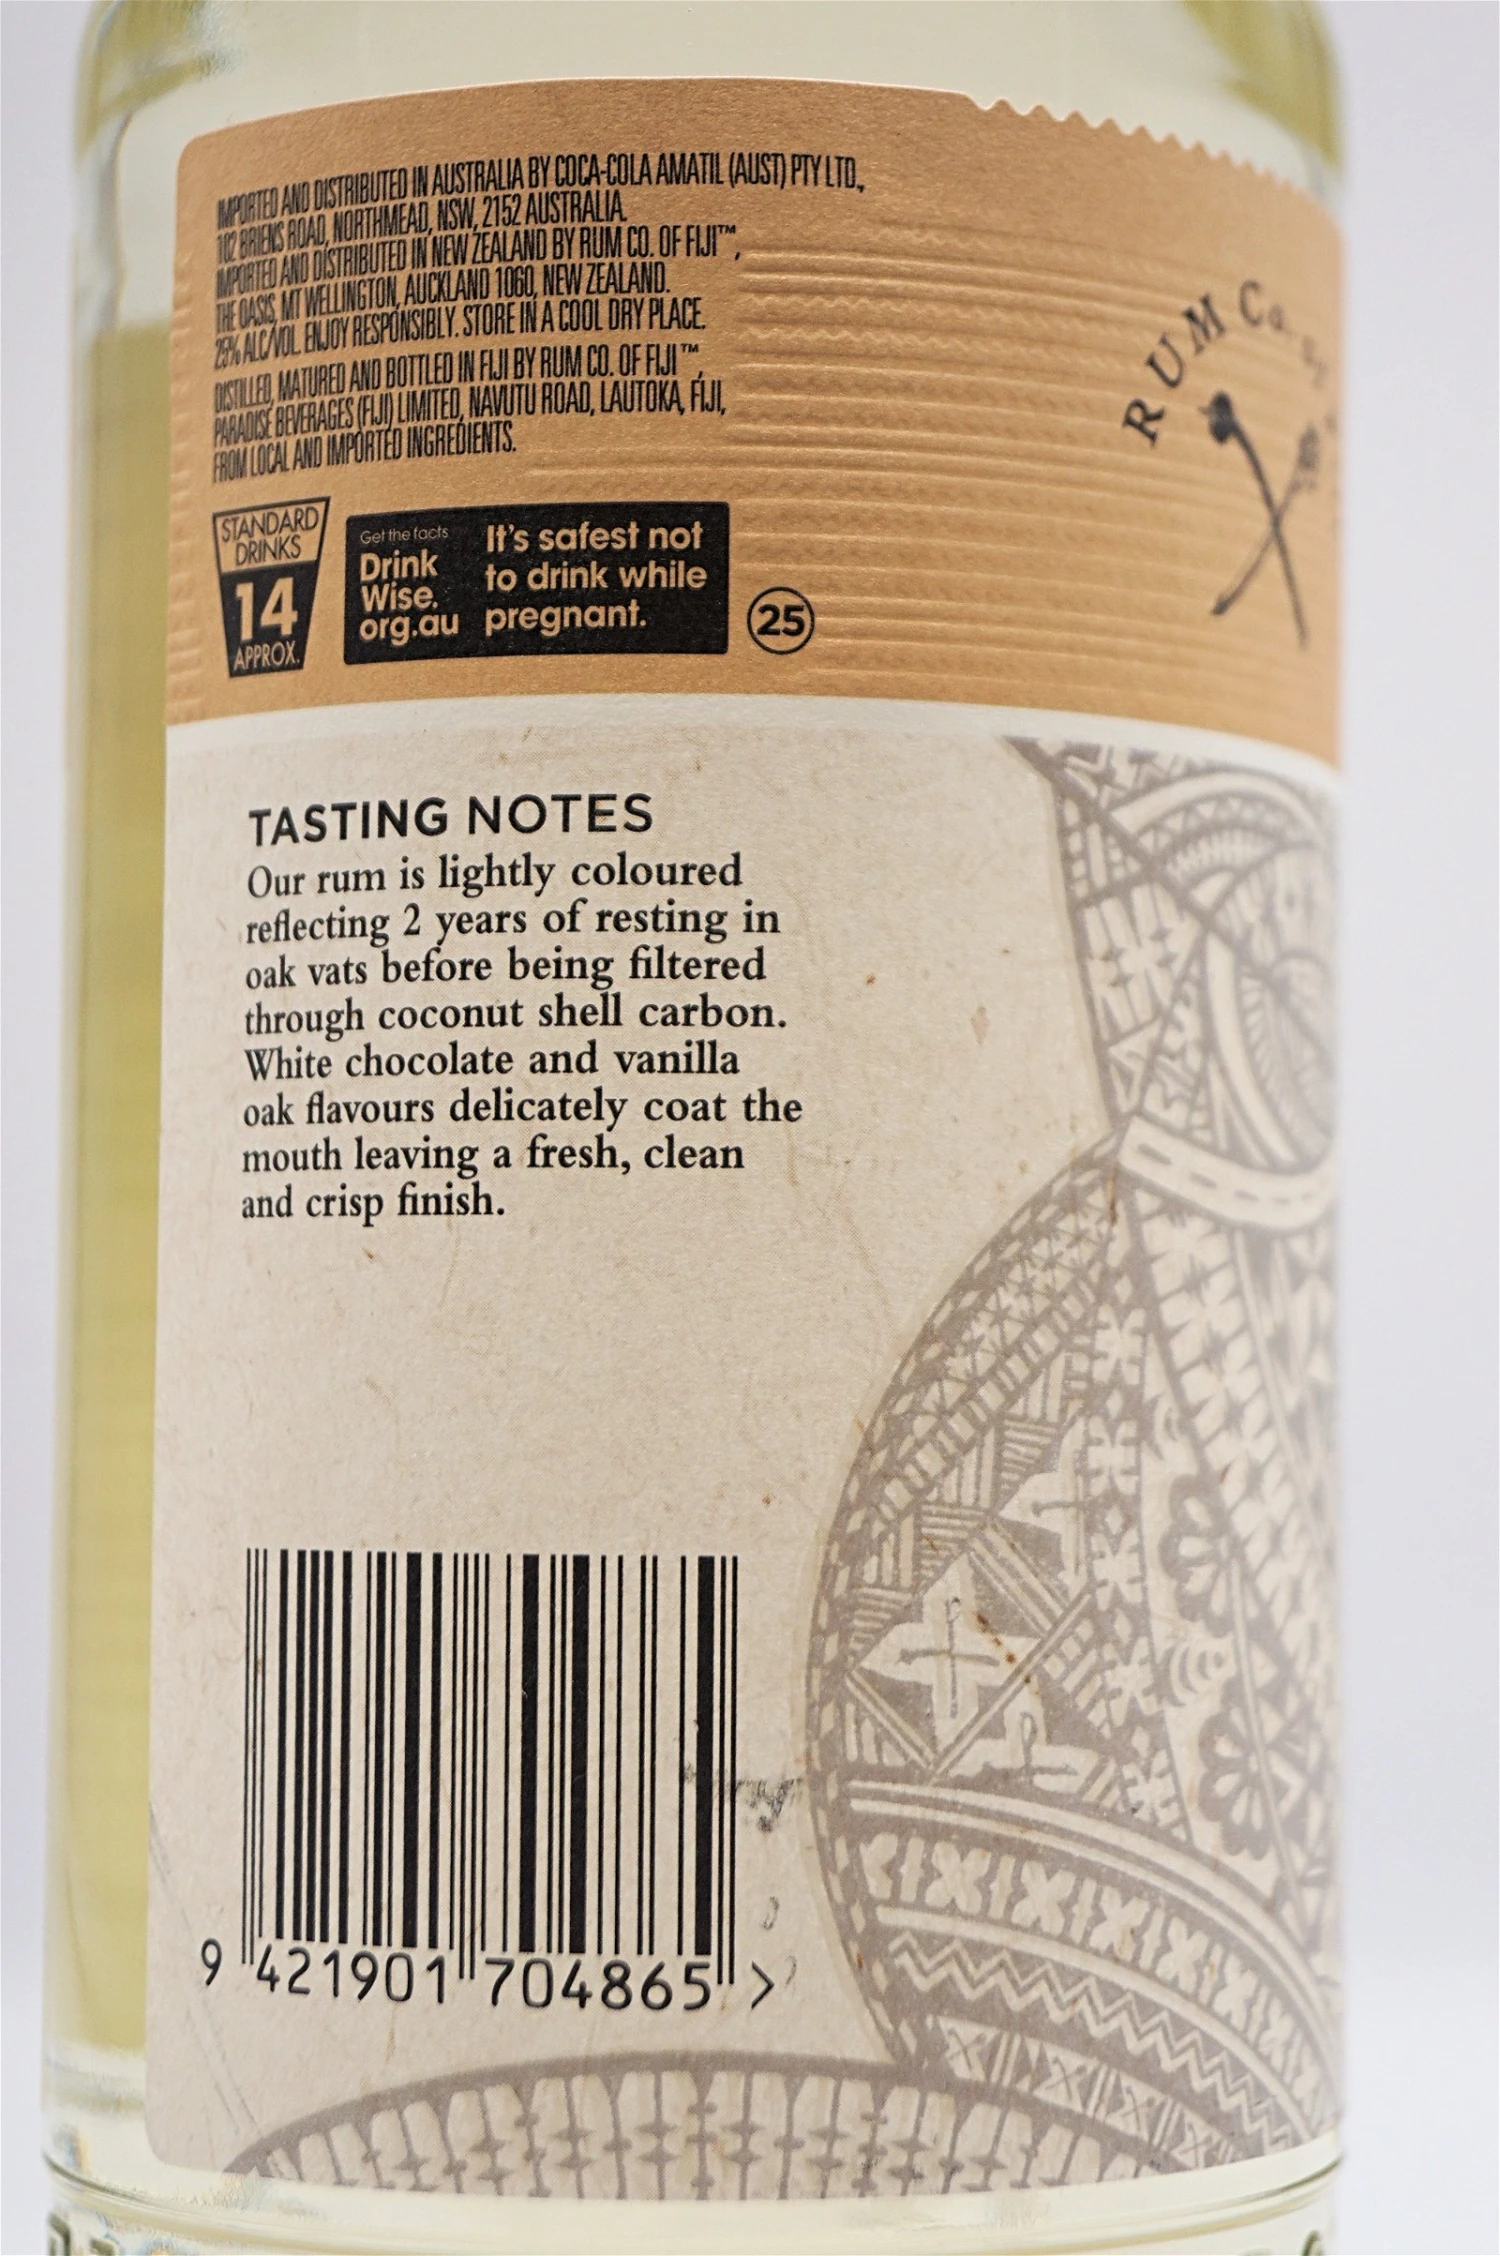 IMPORTED AND DISTRIBUTED IN AUSTRALIA BY COCA-COLA AMATIL (AUST) PTY LTD,
102 BRIENS ROAD, NORTHMEAD, NSW, 2152 AUSTRALIA.
IMPORTED AND DISTRIBUTED IN NEW ZEALAND BY RUM CO. OF FIJI™,
THE OASIS, MT WELLINGTON, AUCKLAND 1060, NEW ZEALAND.
25% ALC/VOL. ENJOY RESPONSIBLY. STORE IN A COOL DRY PLACE.
DISTILLED, MATURED AND BOTTLED IN FIJI BY RUM CO. OF FIJI™,
PARADISE BEVERAGES (FIJI) LIMITED, NAVUTU ROAD, LAUTOKA, FIJI,
FROM LOCAL AND IMPORTED INGREDIENTS.
RUM Co.
STANDARD
DRINKS
14
APPROX.
Get the facts
Drink
Wise.
org.au
It's safest not
to drink while
pregnant.
25
TASTING NOTES
Our rum is lightly coloured
reflecting 2 years of resting in
oak vats before being filtered
through coconut shell carbon.
White chocolate and vanilla
oak flavours delicately coat the
mouth leaving a fresh, clean
and crisp finish.
9 421901 704865 >